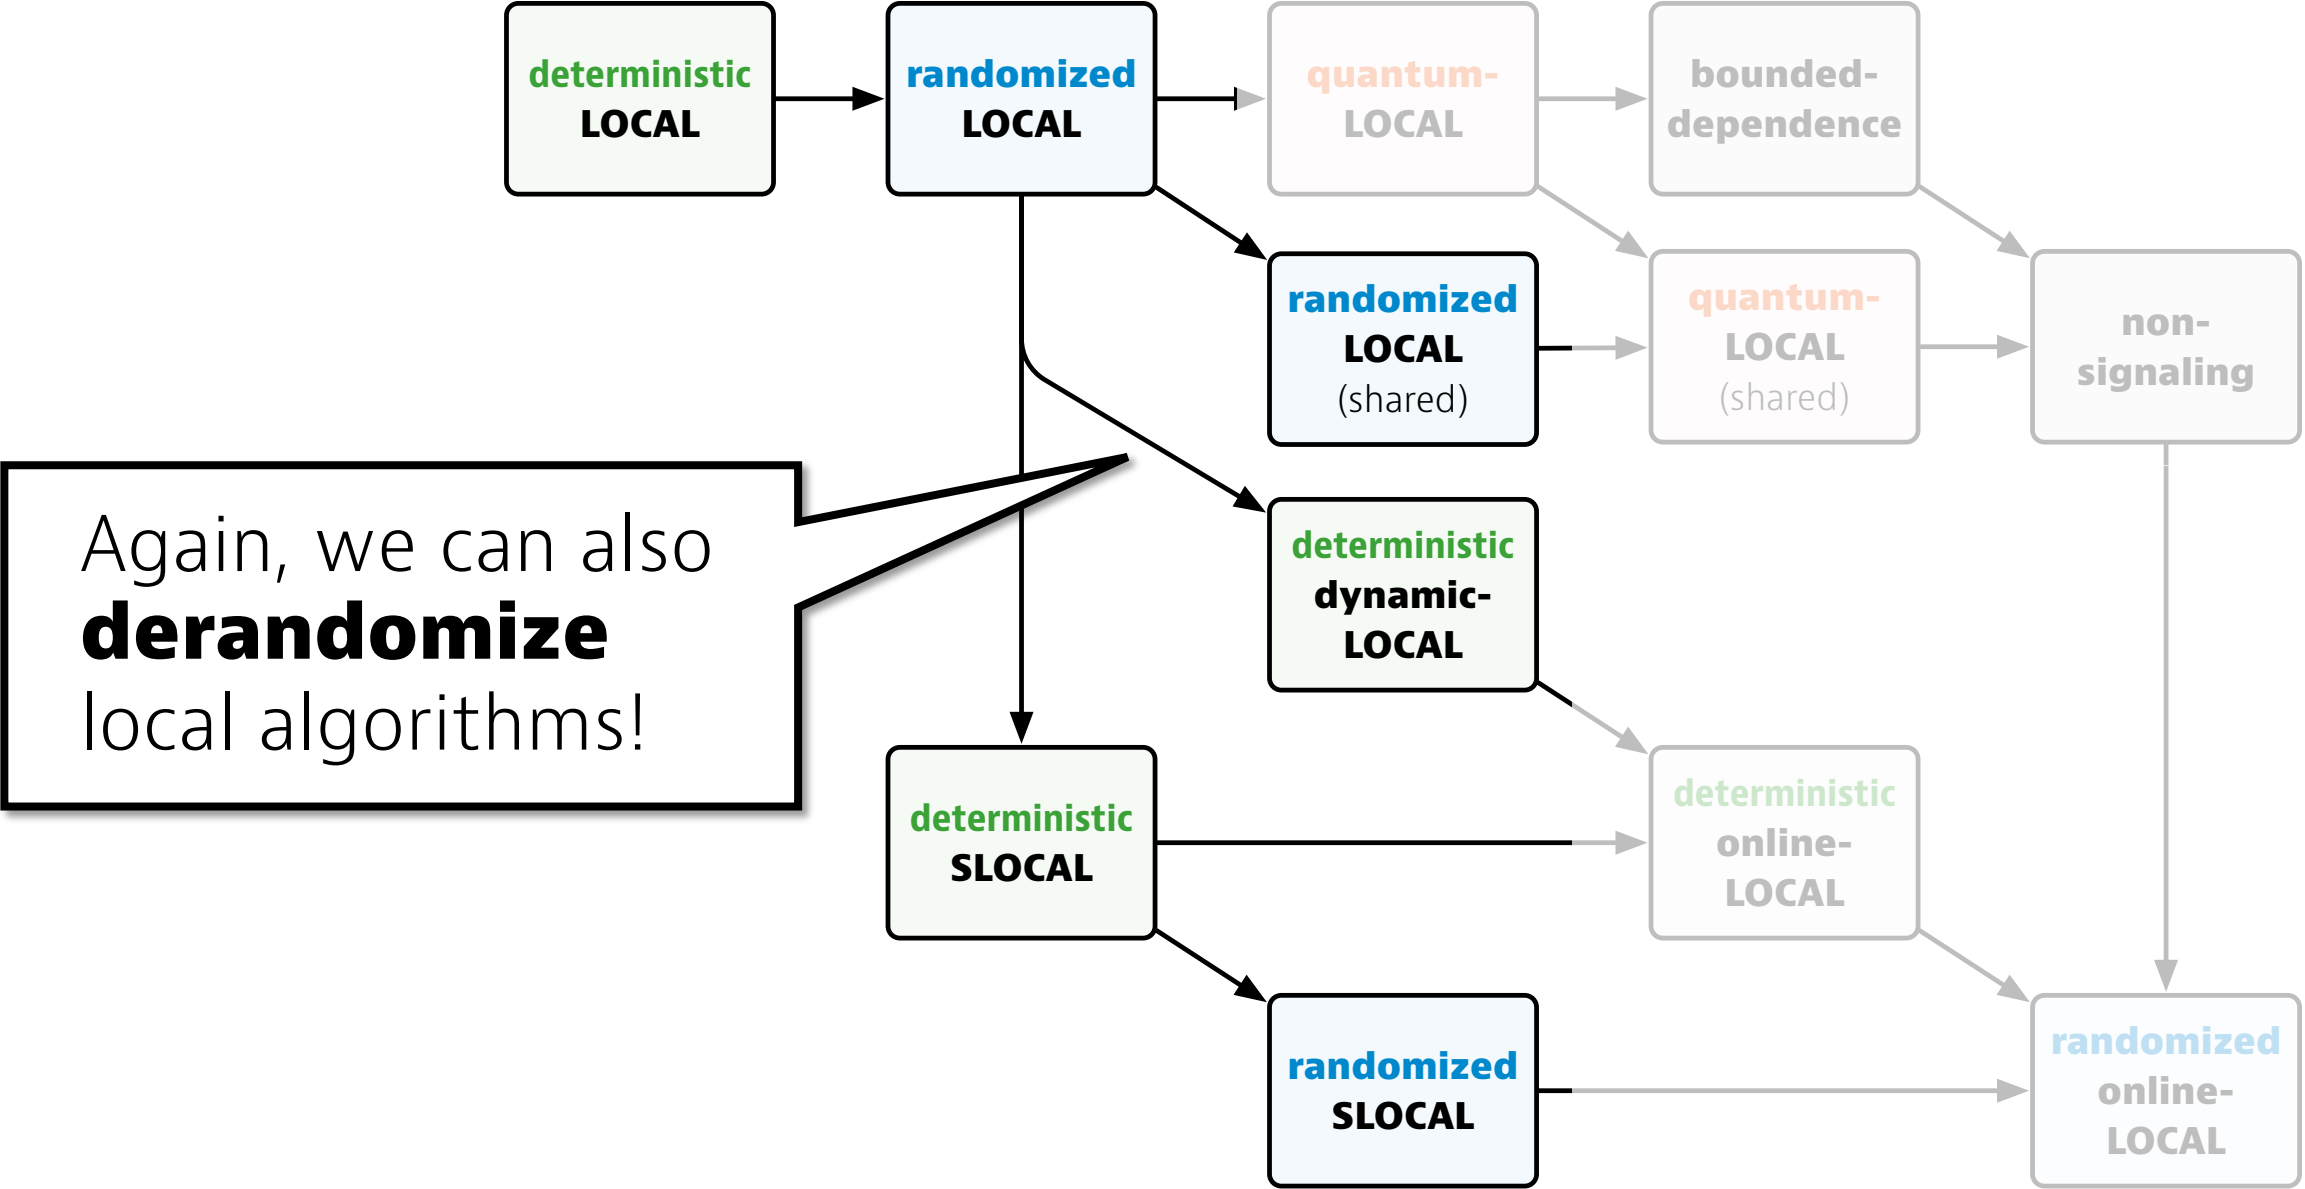 deterministic
LOCAL
randomized
LOCAL
quantum-
LOCAL
bounded-
dependence
randomized
LOCAL
(shared)
quantum-
LOCAL
(shared)
non-
signaling
Again, we can also
derandomize
local algorithms!
deterministic
dynamic-
LOCAL
deterministic
SLOCAL
deterministic
online-
LOCAL
randomized
SLOCAL
randomized
online-
LOCAL